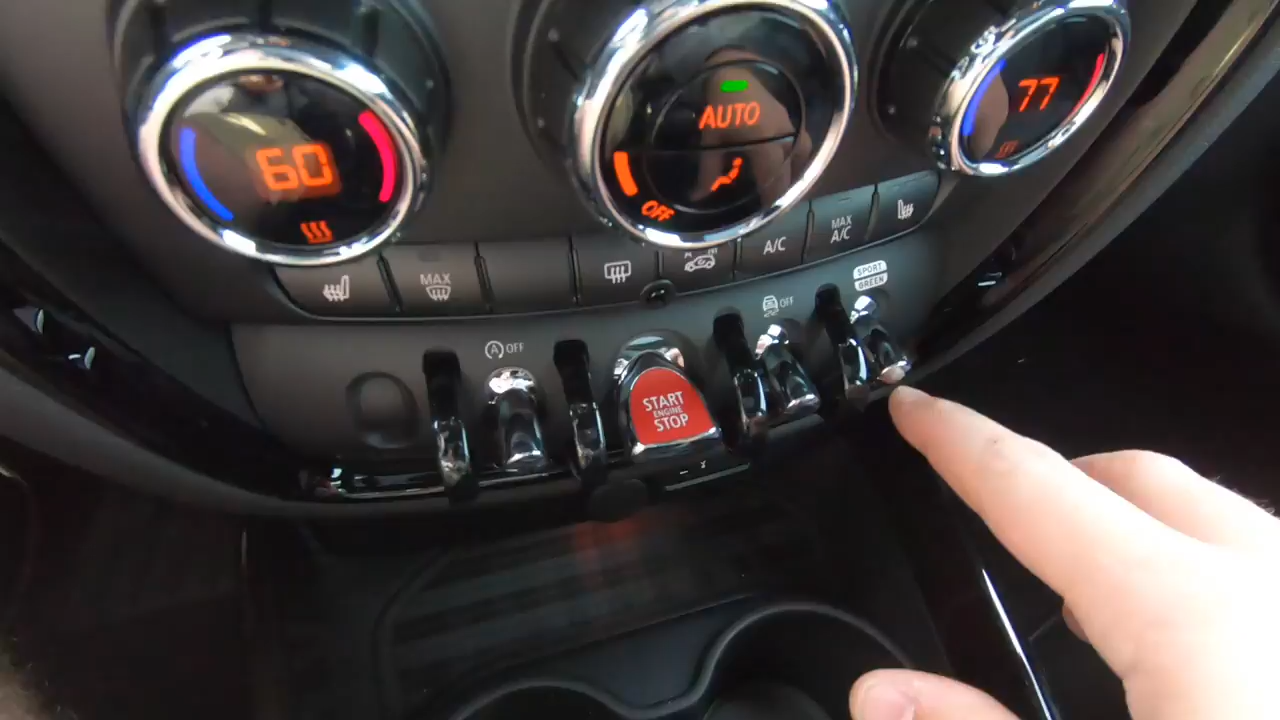 60
AUTO
OFF
77
MAX
A/C
MAX
A/C
A OFF
OFF
SPORT
GREEN
START
ENGINE
STOP